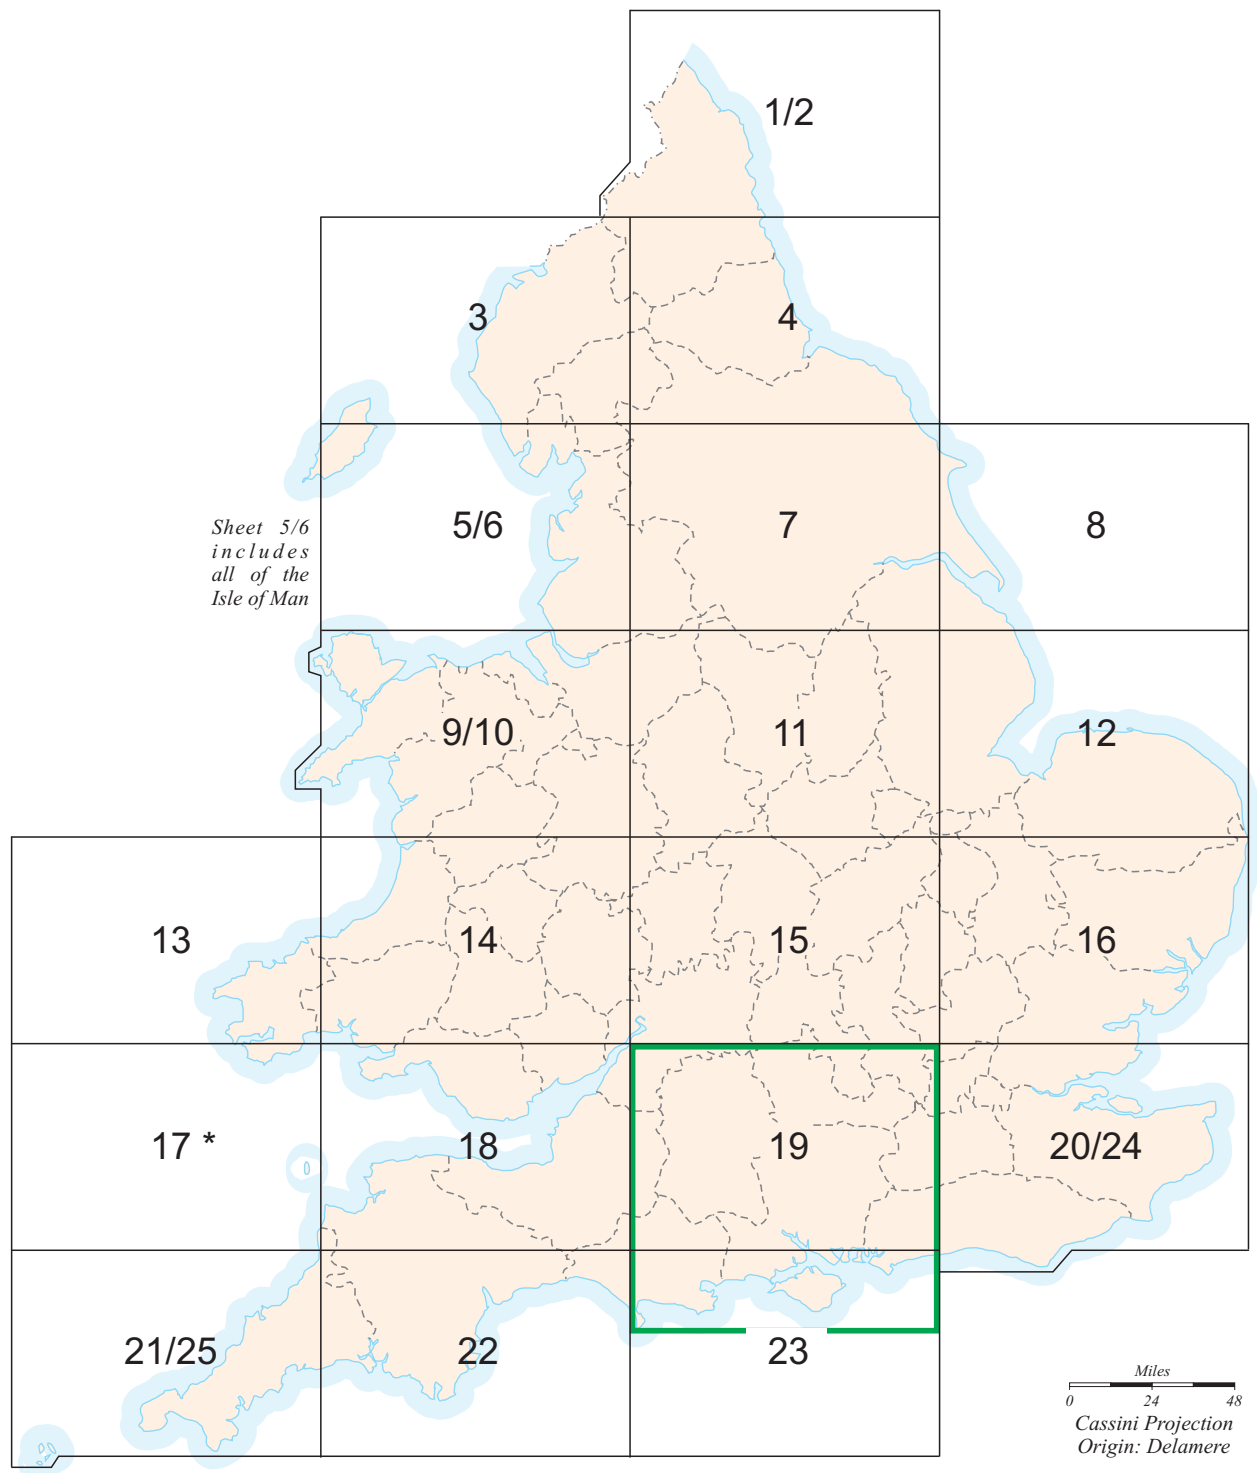 1/2
3
4
Sheet 5/6
includes
all of the
Isle of Man
5/6
7
8
9/10
11
12
13
14
15
16
17 *
18
19
20/24
21/25
22
23
Miles
0 24 48
Cassini Projection
Origin: Delamere